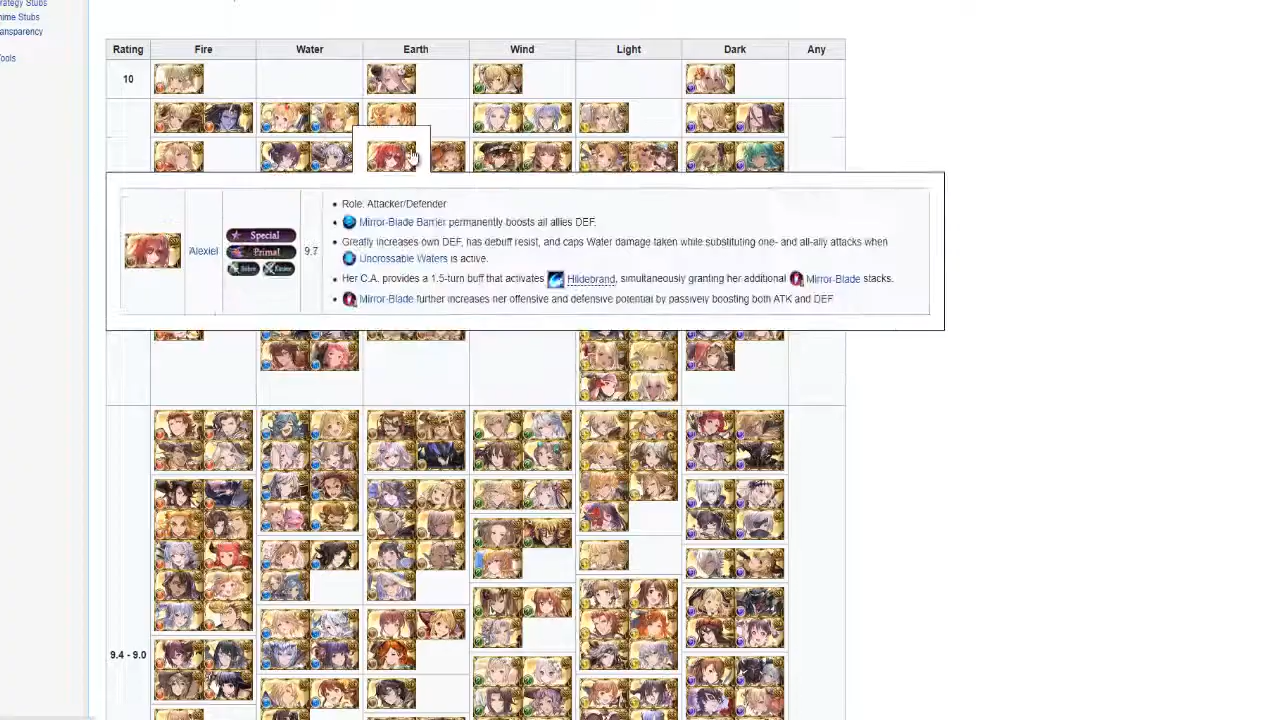 rategy Stubs
nime Stubs
ansparency
ools
Rating Fire Water Earth Wind Light Dark Any
10
Alexiel
Special
Primal
9.7
Role: Attacker/Defender
Mirror-Blade Barrier permanently boosts all allies DEF.
Greatly increases own DEF, has debuff resist, and caps Water damage taken while substituting one- and all-ally attacks when
Uncrossable Waters is active.
Her C.A. provides a 1.5-turn buff that activates Hildebrand, simultaneously granting her additional Mirror-Blade stacks.
Mirror-Blade further increases her offensive and defensive potential by passively boosting both ATK and DEF
9.4 - 9.0